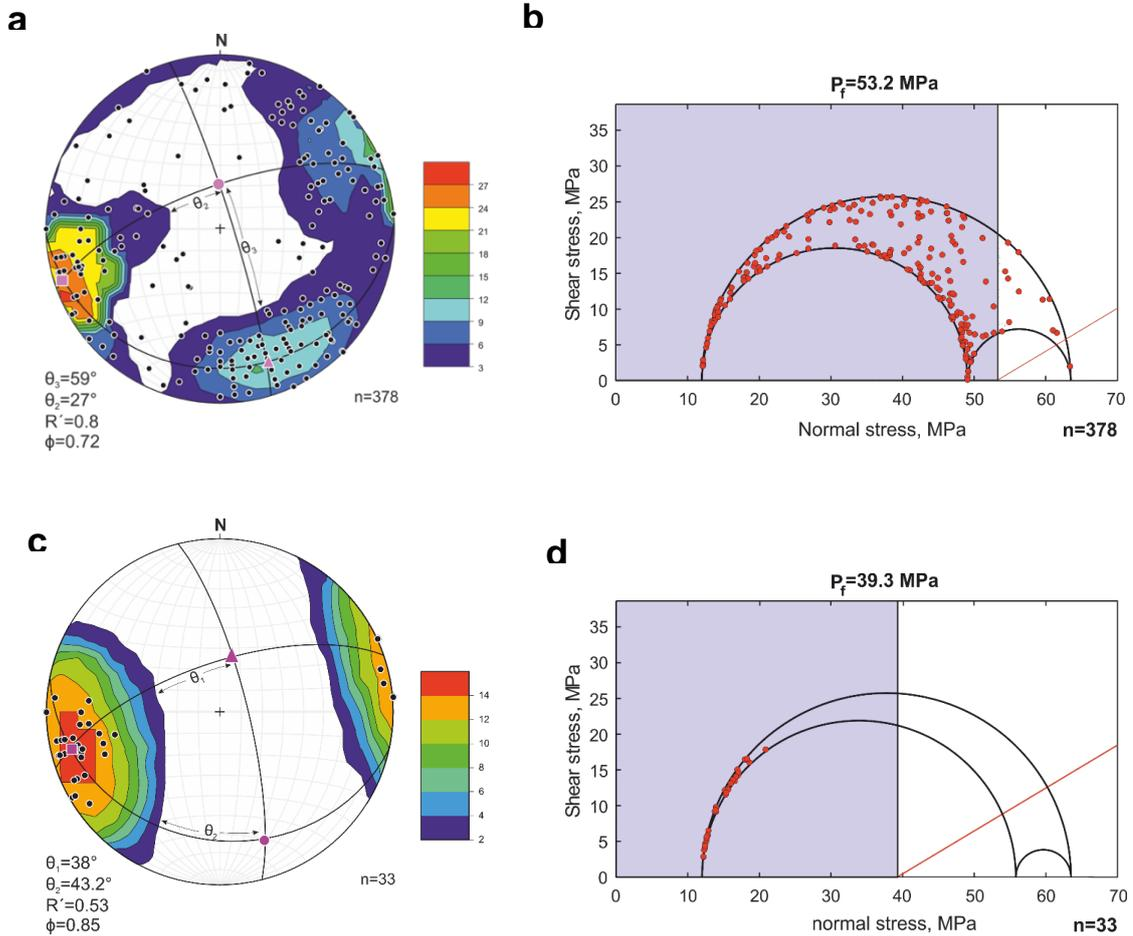 a
N
θ2
θ3
27
24
21
18
15
12
9
6
3
θ3=59°
θ2=27°
R´=0.8
ϕ=0.72
n=378
b
Pf=53.2 MPa
Shear stress, MPa
35
30
25
20
15
10
5
0
0 10 20 30 40 50 60 70
Normal stress, MPa
n=378
c
N
θ1
θ2
14
12
10
8
6
4
2
θ1=38°
θ2=43.2°
R´=0.53
ϕ=0.85
n=33
d
Pf=39.3 MPa
Shear stress, MPa
35
30
25
20
15
10
5
0
0 10 20 30 40 50 60 70
normal stress, MPa
n=33